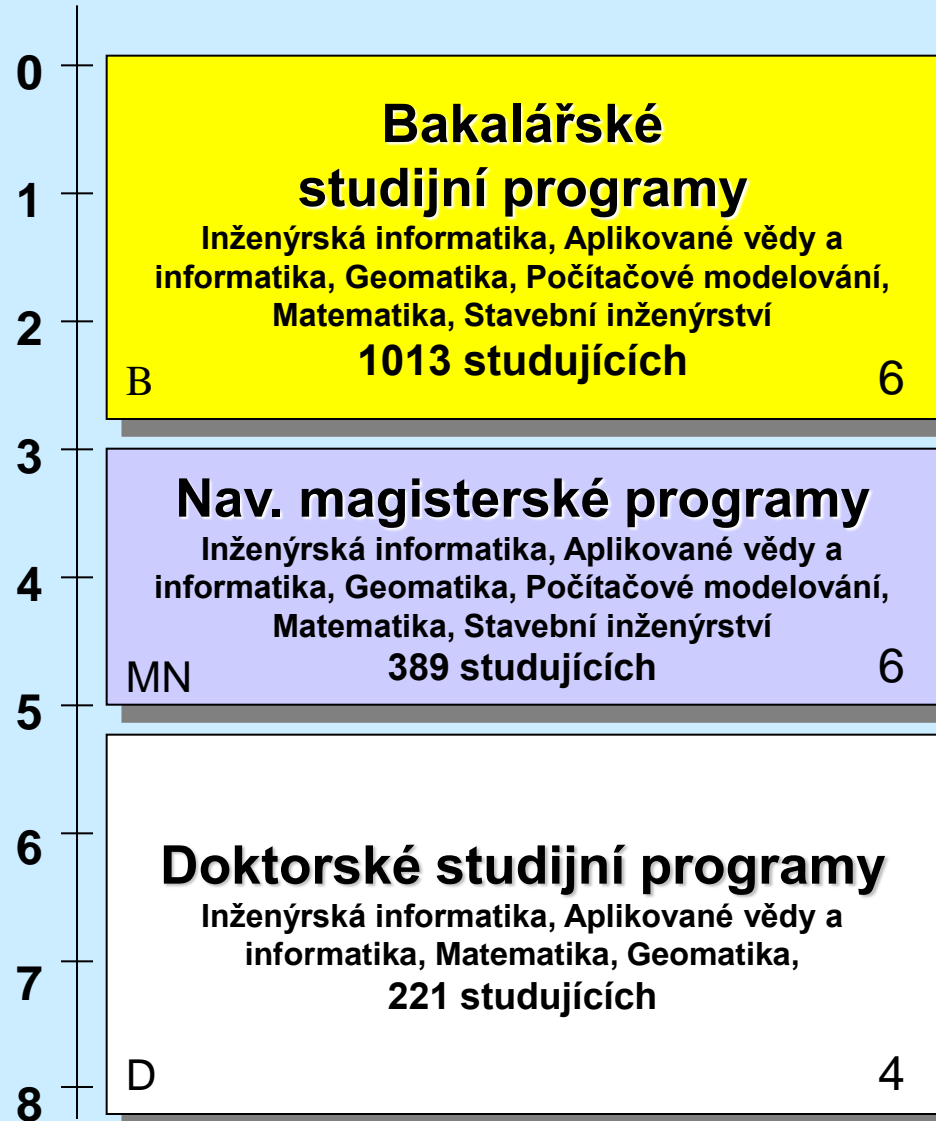 0
Bakalářské
studijní programy
1
Inženýrská informatika, Aplikované vědy a
informatika, Geomatika, Počítačové modelování,
Matematika, Stavební inženýrství
2
1013 studujících
B
6
3
Nav. magisterské programy
Inženýrská informatika, Aplikované vědy a
4
informatika, Geomatika, Počítačové modelování,
Matematika, Stavební inženýrství
389 studujících
MN
6
5
6
Doktorské studijní programy
Inženýrská informatika, Aplikované vědy a
informatika, Matematika, Geomatika,
7
221 studujících
D
4
8